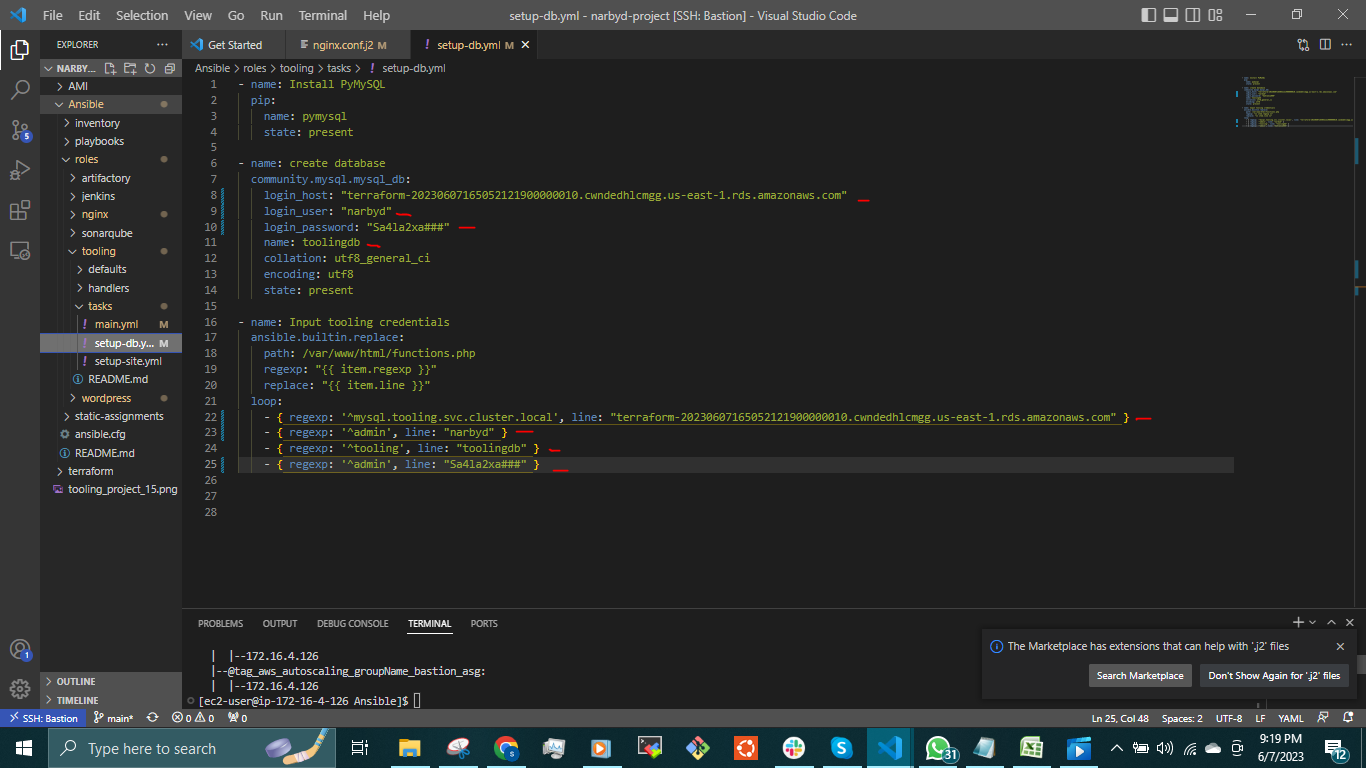 File Edit Selection View Go Run Terminal Help
setup-db.yml - narbyd-project [SSH: Bastion] - Visual Studio Code
EXPLORER
NARBY...
AMI
Ansible
inventory
playbooks
roles
artifactory
jenkins
nginx
sonarqube
tooling
defaults
handlers
tasks
main.yml M
setup-db.y... M
setup-site.yml
README.md
wordpress
static-assignments
ansible.cfg
README.md
terraform
tooling_project_15.png
OUTLINE
TIMELINE
5
1
Get Started
nginx.conf.j2 M
setup-db.yml M
Ansible > roles > tooling > tasks > ! setup-db.yml
1 - name: Install PyMySQL
2 pip:
3 name: pymysql
4 state: present
5
6 - name: create database
7 community.mysql.mysql_db:
8 login_host: "terraform-20230607165052121900000010.cwndedhlcmgg.us-east-1.rds.amazonaws.com"
9 login_user: "narbyd"
10 login_password: "Sa4la2xa###"
11 name: toolingdb
12 collation: utf8_general_ci
13 encoding: utf8
14 state: present
15
16 - name: Input tooling credentials
17 ansible.builtin.replace:
18 path: /var/www/html/functions.php
19 regexp: "{{ item.regexp }}"
20 replace: "{{ item.line }}"
21 loop:
22 - { regexp: '^mysql.tooling.svc.cluster.local', line: "terraform-20230607165052121900000010.cwndedhlcmgg.us-east-1.rds.amazonaws.com" }
23 - { regexp: '^admin', line: "narbyd" }
24 - { regexp: '^tooling', line: "toolingdb" }
25 - { regexp: '^admin', line: "Sa4la2xa###" }
26
27
28
PROBLEMS OUTPUT DEBUG CONSOLE TERMINAL PORTS
| |--172.16.4.126
|--@tag_aws_autoscaling_groupName_bastion_asg:
| |--172.16.4.126
[ec2-user@ip-172-16-4-126 Ansible]$
The Marketplace has extensions that can help with '.j2' files
Search Marketplace
Don't Show Again for '.j2' files
SSH: Bastion main* 0 0 0
Ln 25, Col 48 Spaces: 2 UTF-8 LF YAML
Type here to search
31
9:19 PM
6/7/2023
12